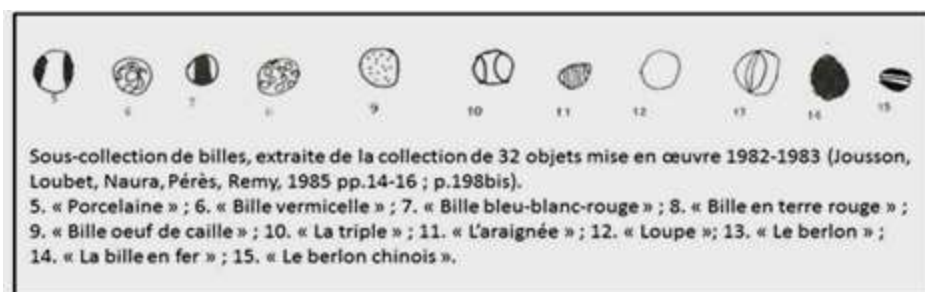 5 6 7 8 9 10 11 12 13 14 15
Sous-collection de billes, extraite de la collection de 32 objets mise en œuvre 1982-1983 (Jousson,
Loubet, Naura, Pérès, Remy, 1985 pp.14-16 ; p.198bis).
5. « Porcelaine » ; 6. « Bille vermicelle » ; 7. « Bille bleu-blanc-rouge » ; 8. « Bille en terre rouge » ;
9. « Bille oeuf de caille » ; 10. « La triple » ; 11. « L’araignée » ; 12. « Loupe »; 13. « Le berlon » ;
14. « La bille en fer » ; 15. « Le berlon chinois ».